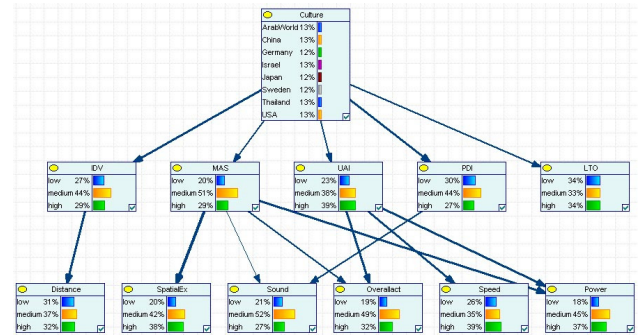 Culture
ArabWorld 13%
China 13%
Germany 12%
Israel 13%
Japan 12%
Sweden 12%
Thailand 13%
USA 13%
IDV
low 27%
medium 44%
high 29%
MAS
low 20%
medium 51%
high 29%
UAI
low 23%
medium 38%
high 39%
PDI
low 30%
medium 44%
high 27%
LTO
low 34%
medium 33%
high 34%
Distance
low 31%
medium 37%
high 32%
SpatialEx
low 20%
medium 42%
high 38%
Sound
low 21%
medium 52%
high 27%
Overallact
low 19%
medium 49%
high 32%
Speed
low 26%
medium 35%
high 39%
Power
low 18%
medium 45%
high 37%